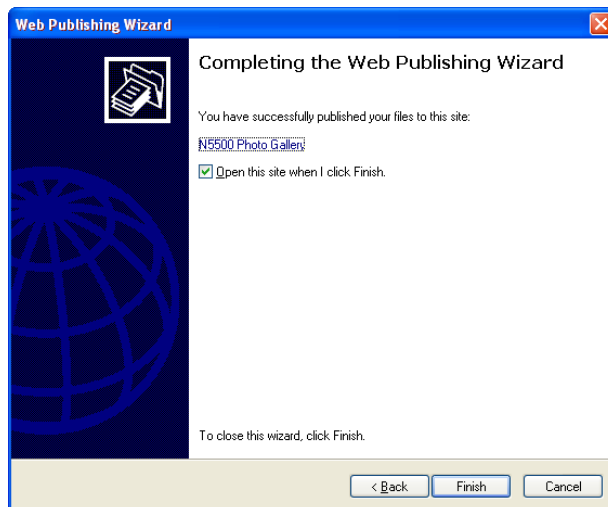 Web Publishing Wizard
Completing the Web Publishing Wizard
You have successfully published your files to this site:
N5500 Photo Gallery
Open this site when I click Finish.
To close this wizard, click Finish.
< Back
Finish
Cancel